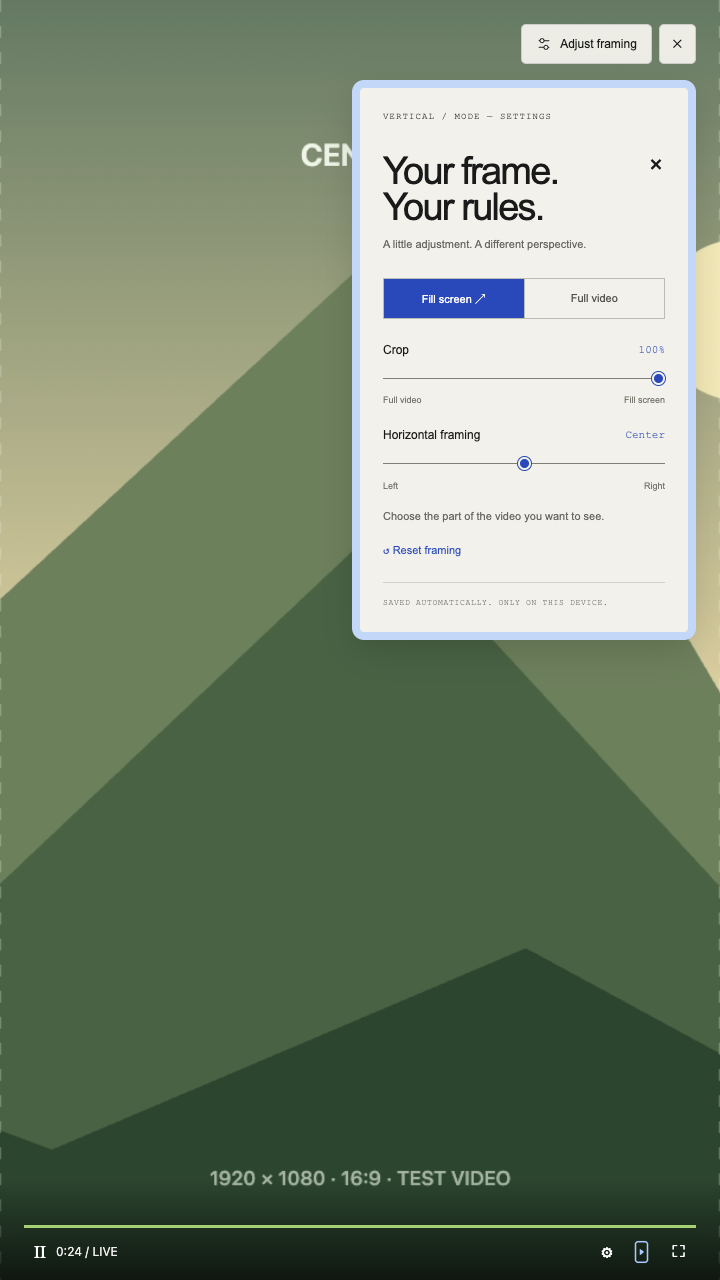 Adjust framing
CEN
VERTICAL / MODE — SETTINGS
Your frame.
Your rules.
A little adjustment. A different perspective.
Fill screen ↗
Full video
Crop
100%
Full video
Fill screen
Horizontal framing
Center
Left
Right
Choose the part of the video you want to see.
↺ Reset framing
SAVED AUTOMATICALLY. ONLY ON THIS DEVICE.
1920 × 1080 · 16:9 · TEST VIDEO
0:24 / LIVE